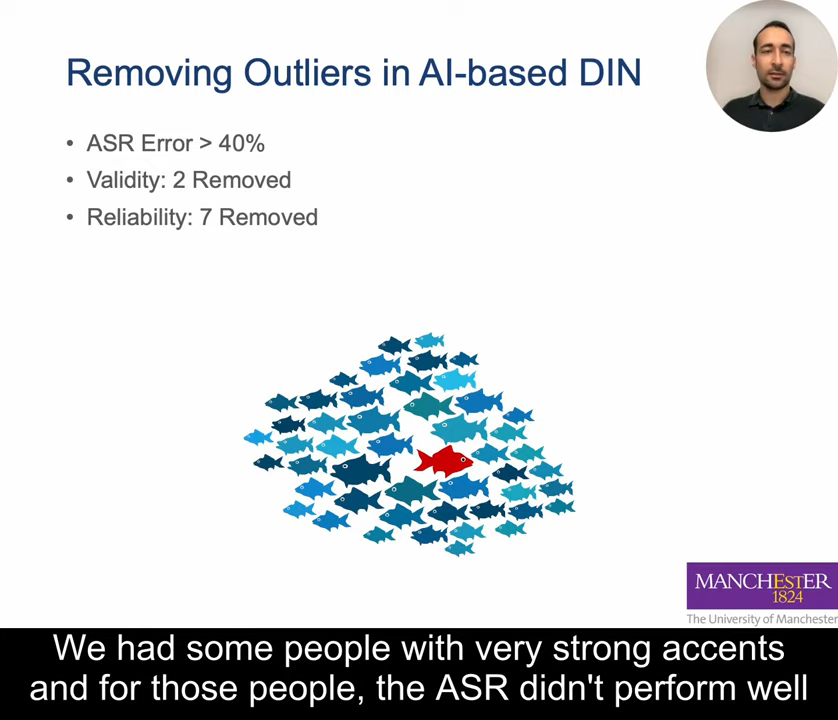 Removing Outliers in AI-based DIN
• ASR Error > 40%
• Validity: 2 Removed
• Reliability: 7 Removed
MANCHESTER
1824
The University of Manchester
We had some people with very strong accents
and for those people, the ASR didn't perform well